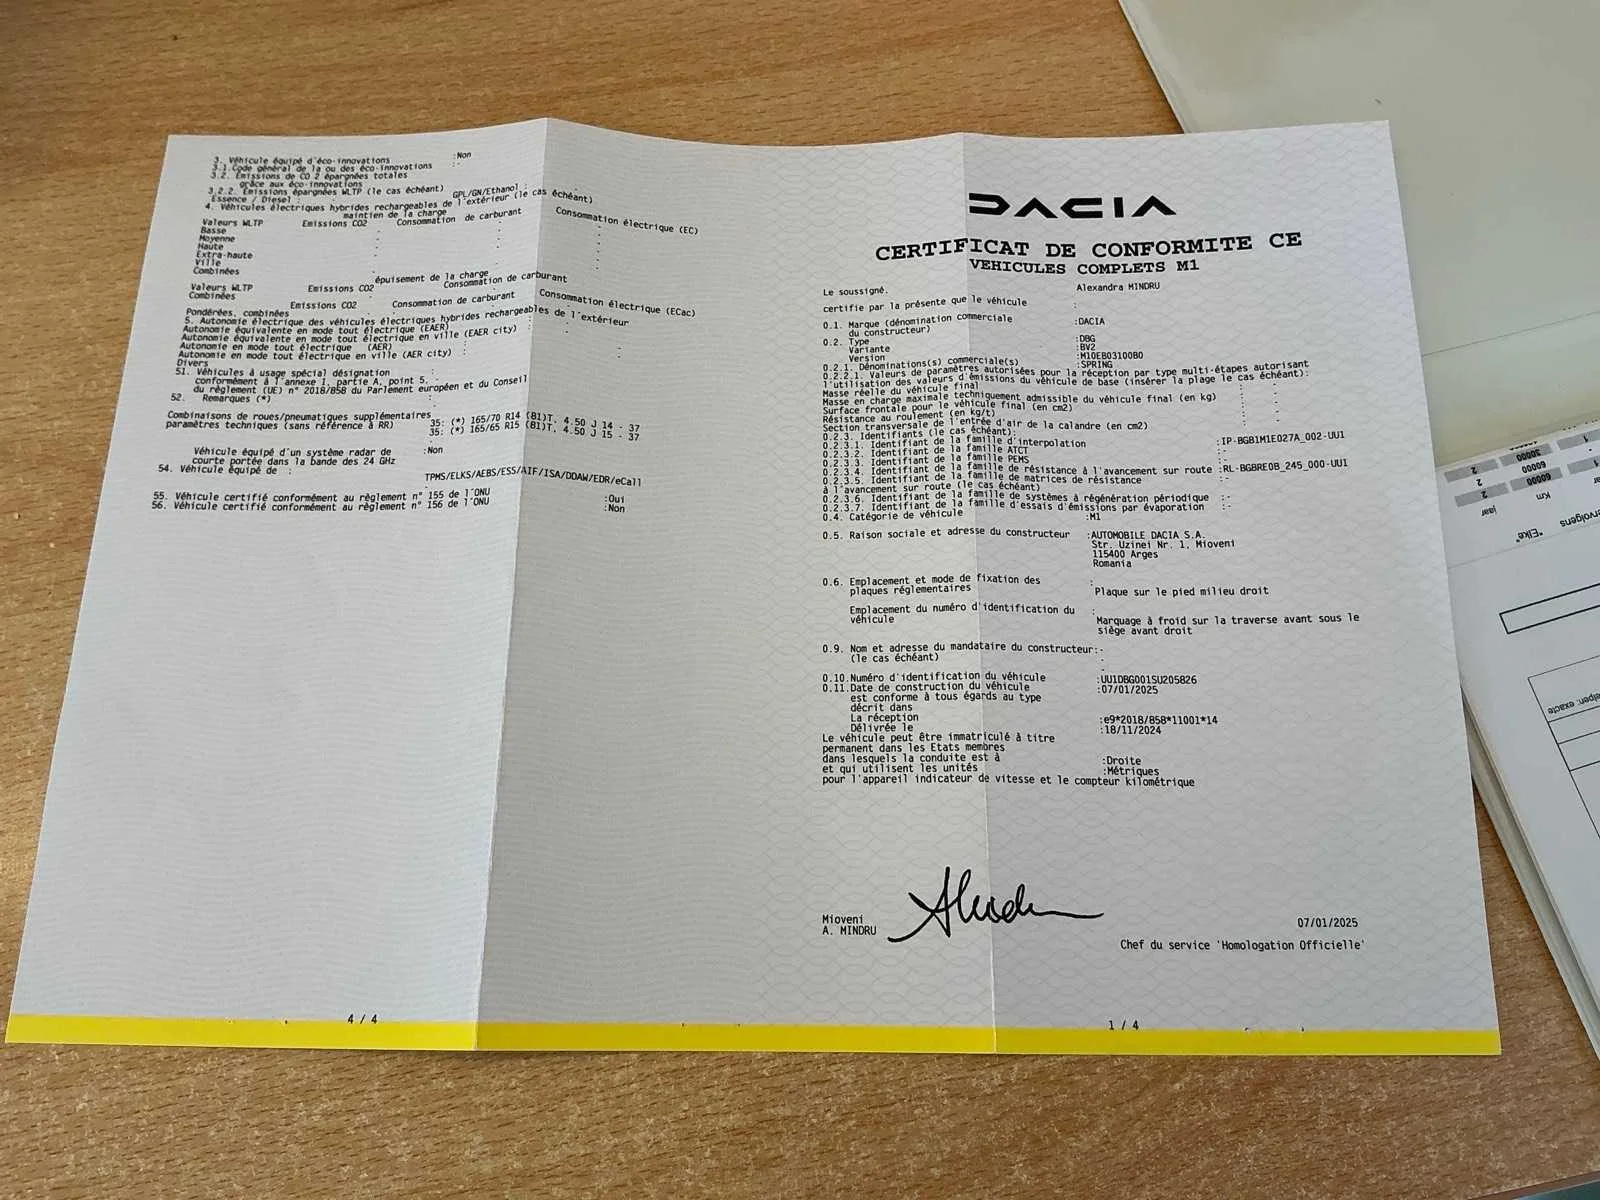 3. Véhicule équipé d'éco-innovations :Non
3.1.Code général de la ou des éco-innovations :-
3.2. Emissions de CO 2 épargnées totales
grâce aux éco-innovations
3.2.2. Emissions épargnées WLTP (le cas échéant)
Essence / Diesel : GPL/GN/Ethanol :
4. Véhicules électriques hybrides rechargeables de l'extérieur (le cas échéant)
maintien de la charge
Valeurs WLTP Emissions CO2 Consommation de carburant Consommation électrique (EC)
Basse - - -
Moyenne - - -
Haute - - -
Extra-haute - - -
Ville - - -
Combinées - - -
épuisement de la charge
Valeurs WLTP Emissions CO2 Consommation de carburant
Combinées
Emissions CO2 Consommation de carburant Consommation électrique (ECac)
Pondérées, combinées
5. Autonomie électrique des véhicules électriques hybrides rechargeables de l'extérieur
Autonomie équivalente en mode tout électrique (EAER) :
Autonomie équivalente en mode tout électrique en ville (EAER city) :
Autonomie en mode tout électrique (AER) : -
Autonomie en mode tout électrique en ville (AER city) : -
Divers
51. Véhicules à usage spécial désignation :
conformément à l'annexe I, partie A, point 5,
du règlement (UE) n° 2018/858 du Parlement européen et du Conseil
52. Remarques (*) :
Combinaisons de roues/pneumatiques supplémentaires
paramètres techniques (sans référence à RR) 35: (*) 165/70 R14 (81)T, 4.50 J 14 - 37
35: (*) 165/65 R15 (81)T, 4.50 J 15 - 37
Véhicule équipé d'un système radar de :Non
courte portée dans la bande des 24 GHz
54. Véhicule équipé de :
TPMS/ELKS/AEBS/ESS/AIF/ISA/DDAW/EDR/eCall
55. Véhicule certifié conformément au règlement n° 155 de l'ONU :Oui
56. Véhicule certifié conformément au règlement n° 156 de l'ONU :Non
4 / 4
DACIA
CERTIFICAT DE CONFORMITE CE
VEHICULES COMPLETS M1
Le soussigné. Alexandra MINDRU
certifie par la présente que le véhicule :
0.1. Marque (dénomination commerciale :DACIA
du constructeur)
0.2. Type :DBG
Variante :BV2
Version :M10EB03100B0
0.2.1. Dénominations(s) commerciale(s) :SPRING
0.2.2.1. Valeurs de paramètres autorisées pour la réception par type multi-étapes autorisant
l'utilisation des valeurs d'émissions du véhicule de base (insérer la plage le cas échéant):
Masse réelle du véhicule final : -
Masse en charge maximale techniquement admissible du véhicule final (en kg) : -
Surface frontale pour le véhicule final (en cm2) : -
Résistance au roulement (en kg/t) : -
Section transversale de l'entrée d'air de la calandre (en cm2) : -
0.2.3. Identifiants (le cas échéant):
0.2.3.1. Identifiant de la famille d'interpolation :IP-BGB1M1E027A_002-UU1
0.2.3.2. Identifiant de la famille ATCT :-
0.2.3.3. Identifiant de la famille PEMS :-
0.2.3.4. Identifiant de la famille de résistance à l'avancement sur route :RL-BGBRE0B_245_000-UU1
0.2.3.5. Identifiant de la famille de matrices de résistance :-
à l'avancement sur route (le cas échéant)
0.2.3.6. Identifiant de la famille de systèmes à régénération périodique :-
0.2.3.7. Identifiant de la famille d'essais d'émissions par évaporation :-
0.4. Catégorie de véhicule :M1
0.5. Raison sociale et adresse du constructeur :AUTOMOBILE DACIA S.A.
Str. Uzinei Nr. 1, Mioveni
115400 Arges
Romania
0.6. Emplacement et mode de fixation des :
plaques réglementaires Plaque sur le pied milieu droit
Emplacement du numéro d'identification du :
véhicule Marquage à froid sur la traverse avant sous le
siège avant droit
0.9. Nom et adresse du mandataire du constructeur:-
(le cas échéant) -
0.10.Numéro d'identification du véhicule :UU1DBG001SU205826
0.11.Date de construction du véhicule :07/01/2025
est conforme à tous égards au type
décrit dans
La réception :e9*2018/858*11001*14
Délivrée le :18/11/2024
Le véhicule peut être immatriculé à titre
permanent dans les Etats membres
dans lesquels la conduite est à :Droite
et qui utilisent les unités :Métriques
pour l'appareil indicateur de vitesse et le compteur kilométrique
Mioveni
A. MINDRU
07/01/2025
Chef du service 'Homologation Officielle'
1 / 4
30000
60000 2
60000 2
Km jaar
"Elke"
exacte